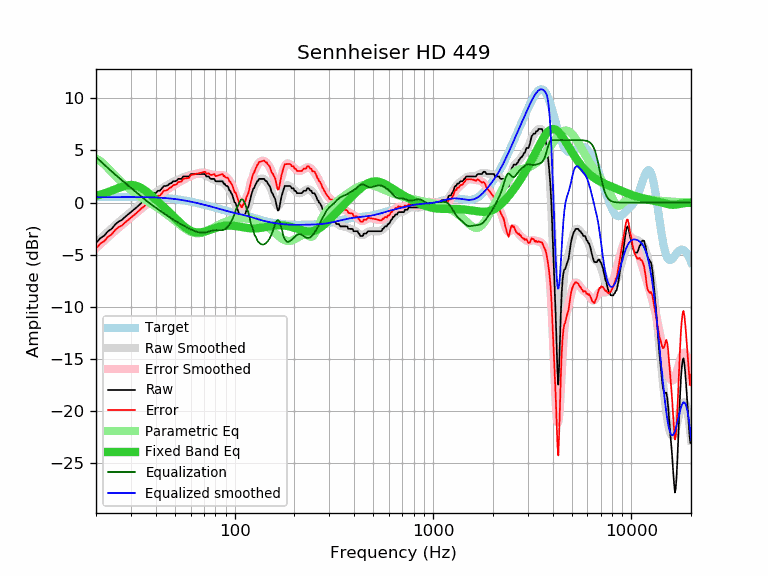 Sennheiser HD 449
Amplitude (dBr)
10
5
0
−5
−10
−15
−20
−25
Target
Raw Smoothed
Error Smoothed
Raw
Error
Parametric Eq
Fixed Band Eq
Equalization
Equalized smoothed
100 1000 10000
Frequency (Hz)